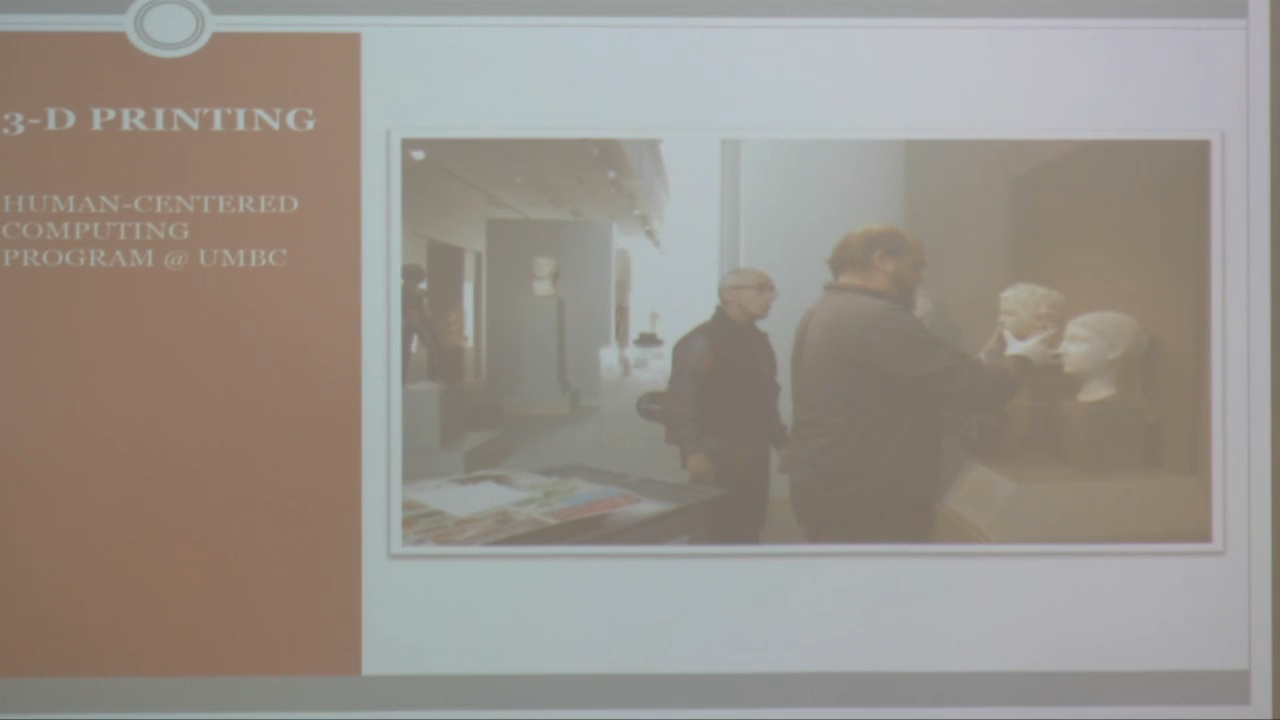 3-D PRINTING
HUMAN-CENTERED
COMPUTING
PROGRAM @ UMBC